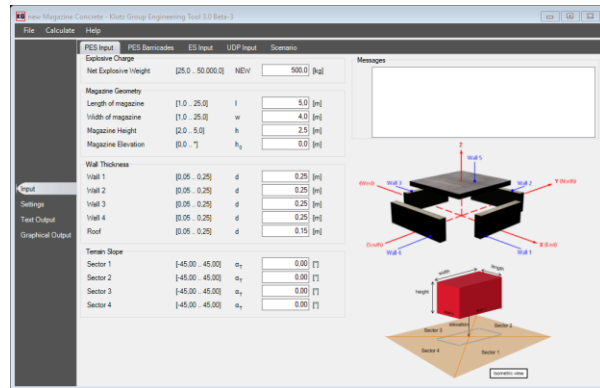 new Magazine Concrete - Klotz Group Engineering Tool 3.0 Beta-3
File Calculate Help
PES Input PES Barricades ES Input UDP Input Scenario
Explosive Charge
Net Explosive Weight [25,0 .. 50.000,0] NEW 500,0 [kg]
Magazine Geometry
Length of magazine [1,0 .. 25,0] l 5,0 [m]
Width of magazine [1,0 .. 25,0] w 4,0 [m]
Magazine Height [2,0 .. 5,0] h 2,5 [m]
Magazine Elevation [0,0 .. *] 0,0 [m]
Wall Thickness
Wall 1 [0,05 .. 0,25] d 0,25 [m]
Wall 2 [0,05 .. 0,25] d 0,25 [m]
Wall 3 [0,05 .. 0,25] d 0,25 [m]
Wall 4 [0,05 .. 0,25] d 0,25 [m]
Roof [0,05 .. 0,25] d 0,15 [m]
Terrain Slope
Sector 1 [-45,00 .. 45,00] α_T 0,00 [°]
Sector 2 [-45,00 .. 45,00] α_T 0,00 [°]
Sector 3 [-45,00 .. 45,00] α_T 0,00 [°]
Sector 4 [-45,00 .. 45,00] α_T 0,00 [°]
Input
Settings
Text Output
Graphical Output
Messages
Z
Wall 5
(West) Wall 3 Wall 2 Y (North)
(South) Wall 4 Wall 1 X (East)
width length
height
elevation
Sector 3 Sector 2
Sector 4 Sector 1
Isometric view